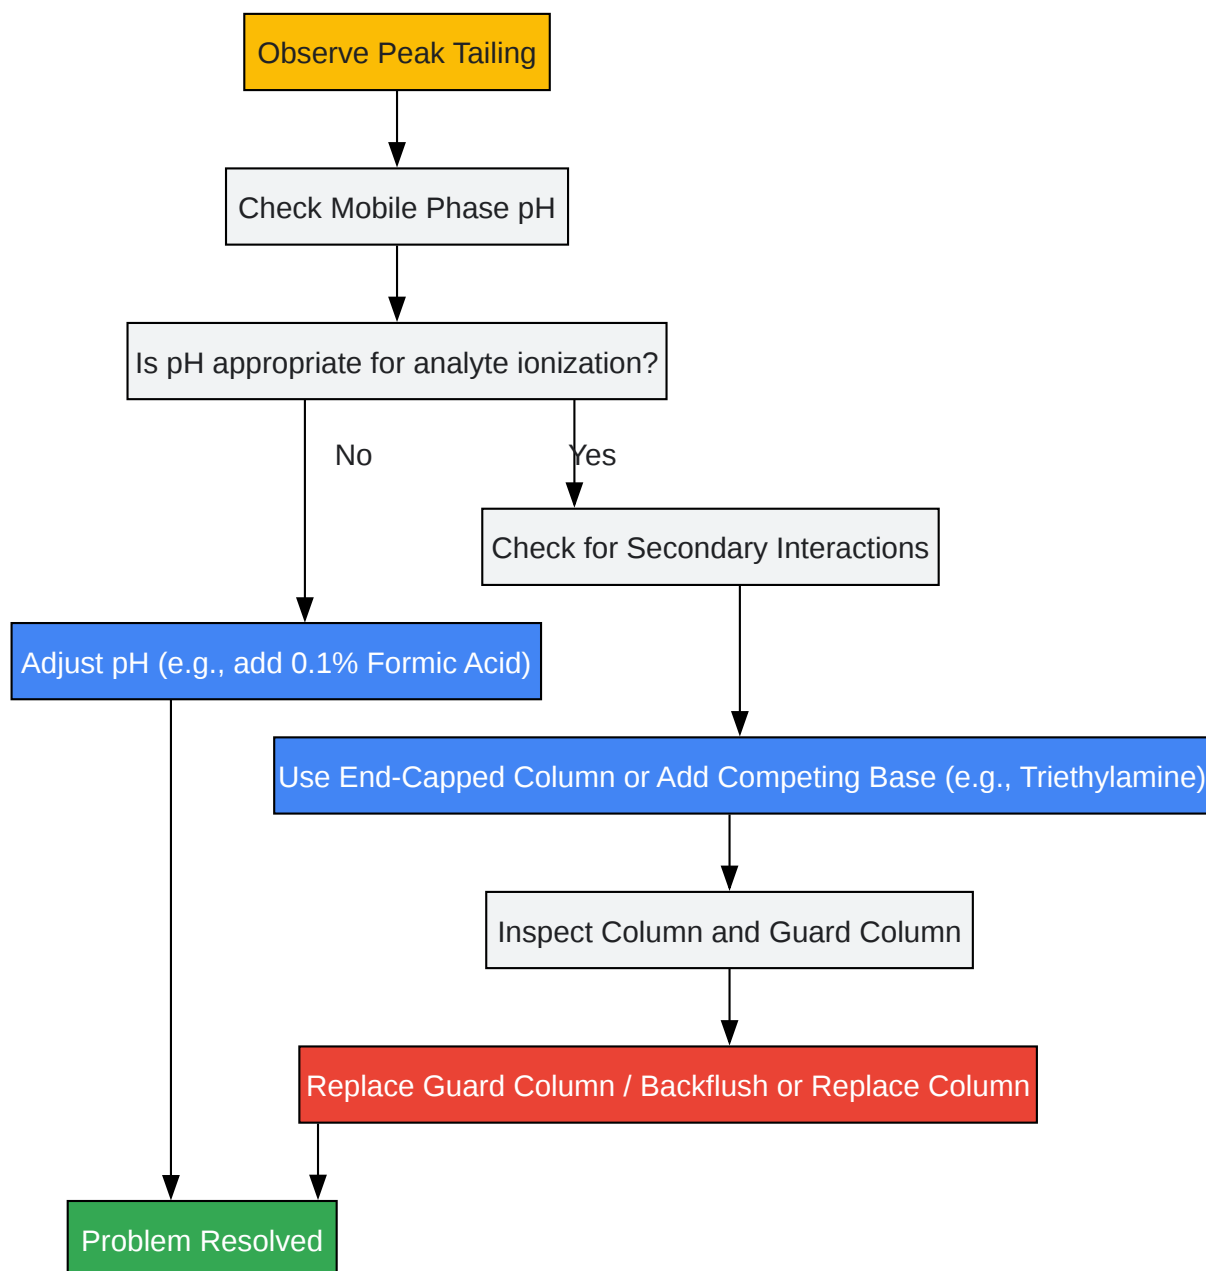 Observe Peak Tailing
Check Mobile Phase pH
Is pH appropriate for analyte ionization?
No
Yes
Check for Secondary Interactions
Adjust pH (e.g., add 0.1% Formic Acid)
Use End-Capped Column or Add Competing Base (e.g., Triethylamine)
Inspect Column and Guard Column
Replace Guard Column / Backflush or Replace Column
Problem Resolved